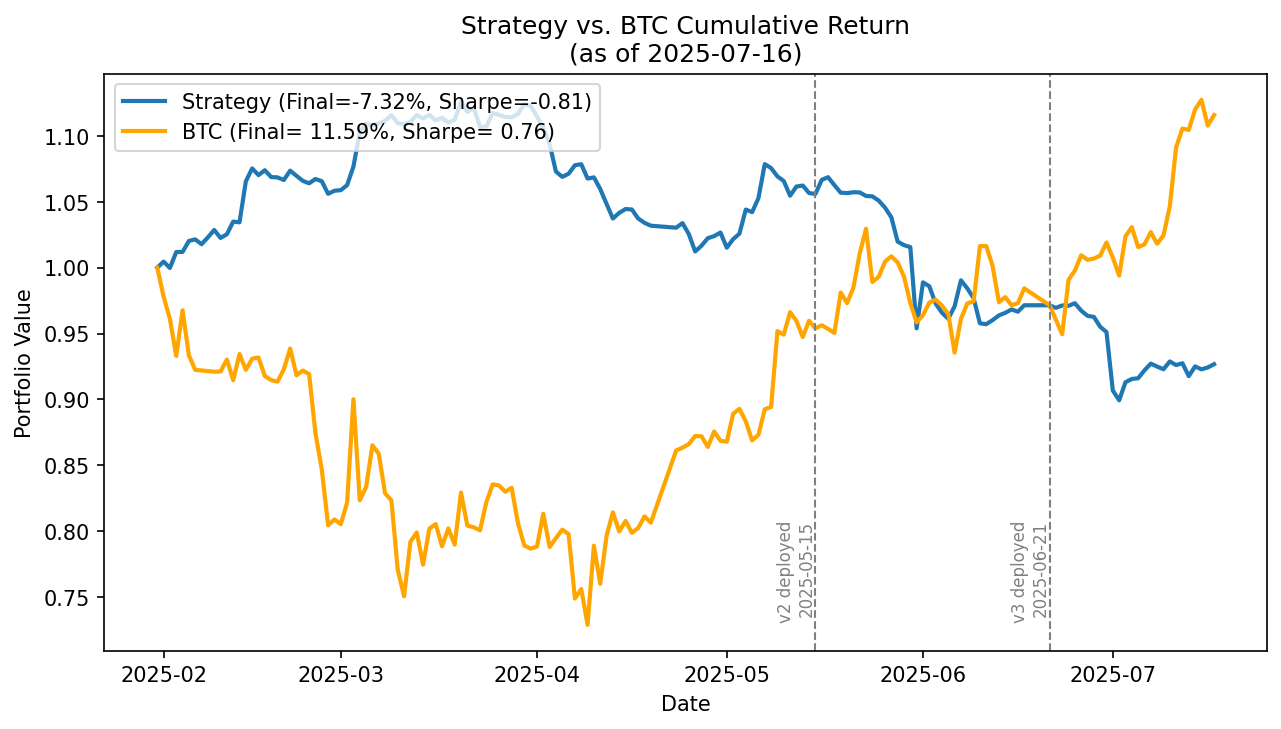 Strategy vs. BTC Cumulative Return
(as of 2025-07-16)
Strategy (Final=-7.32%, Sharpe=-0.81)
BTC (Final= 11.59%, Sharpe= 0.76)
Portfolio Value
1.10
1.05
1.00
0.95
0.90
0.85
0.80
0.75
v2 deployed
2025-05-15
v3 deployed
2025-06-21
2025-02
2025-03
2025-04
2025-05
2025-06
2025-07
Date